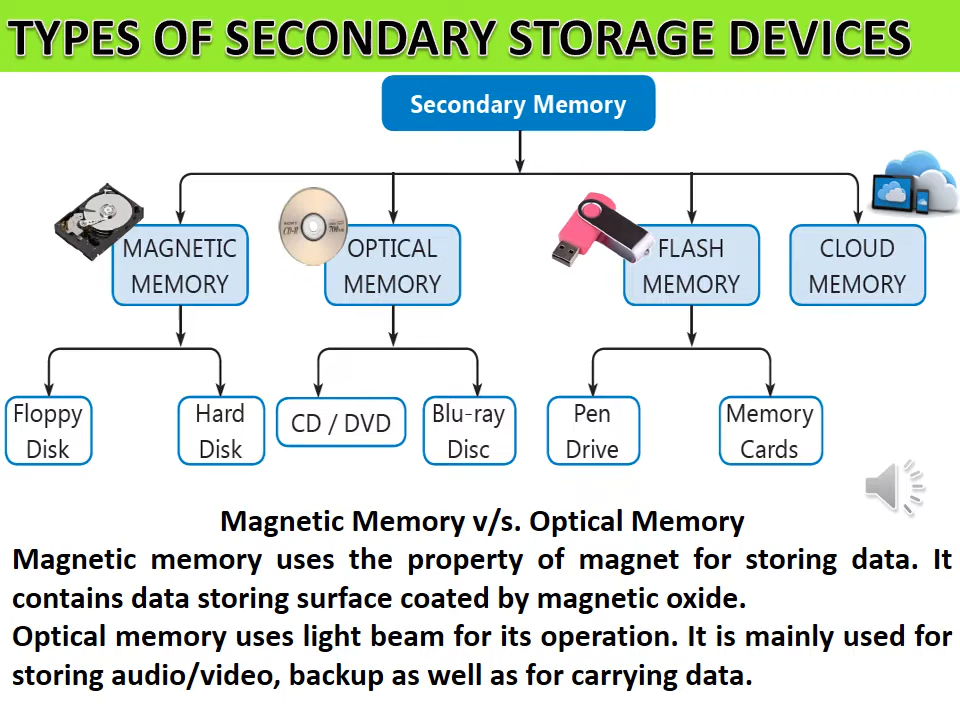 TYPES OF SECONDARY STORAGE DEVICES
Secondary Memory
MAGNETIC
MEMORY
OPTICAL
MEMORY
FLASH
MEMORY
CLOUD
MEMORY
CD-R
700
Floppy
Disk
Hard
Disk
CD / DVD
Blu-ray
Disc
Pen
Drive
Memory
Cards
Magnetic Memory v/s. Optical Memory
Magnetic memory uses the property of magnet for storing data. It
contains data storing surface coated by magnetic oxide.
Optical memory uses light beam for its operation. It is mainly used for
storing audio/video, backup as well as for carrying data.